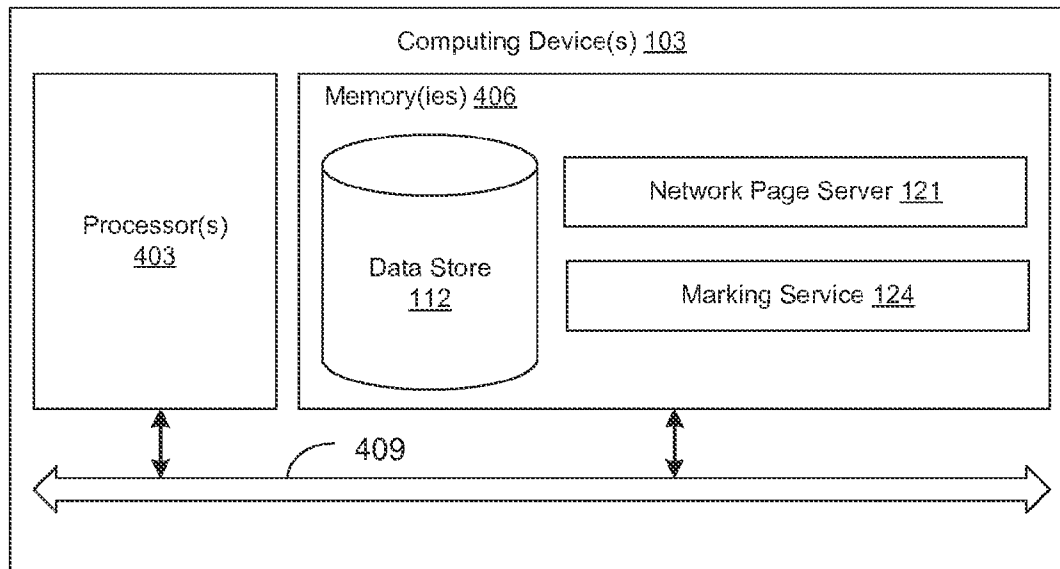 Computing Device(s) 103
Memory(ies) 406
Processor(s)
403
Data Store
112
Network Page Server 121
Marking Service 124
409